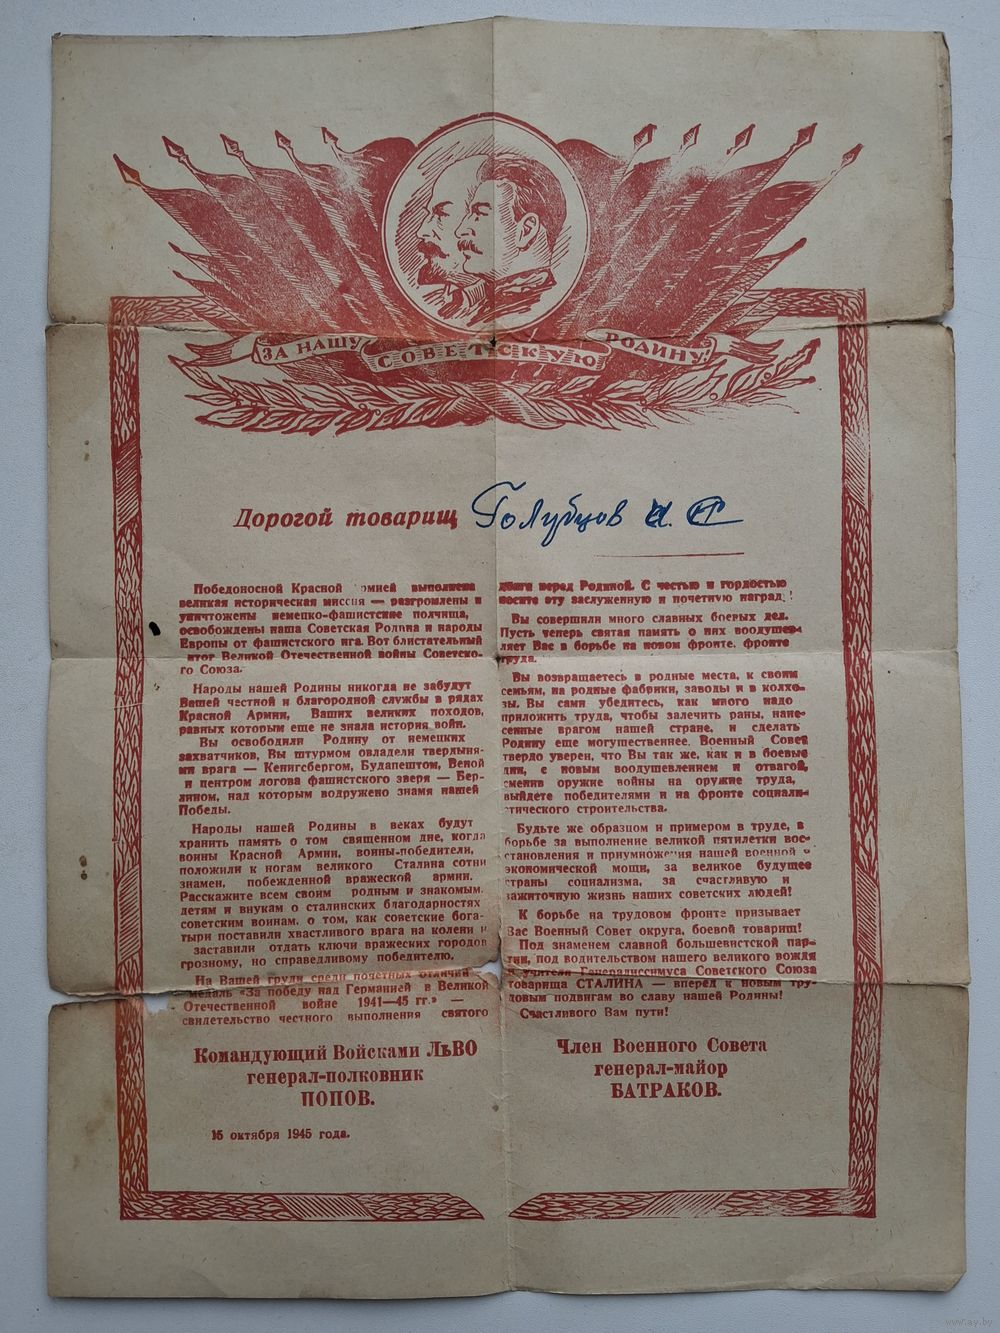 ЗА НАШУ СОВЕТСКУЮ РОДИНУ!
Дорогой товарищ Голубцов И. С
Победоносной Красной рмией выполнена
великая историческая миссия — разгромлены и
уничтожены немецко-фашистские полчища,
освобождены наша Советская Родина и народы
Европы от фашистского ига. Вот блистательный
итог Великой Отечественной войны Советско-
го Союза.
Народы нашей Родины никогда не забудут
Вашей честной и благородной службы в рядах
Красной Армии, Ваших великих походов,
равных которым еще не знала история войн.
Вы освободили Родину от немецких
захватчиков, Вы штурмом овладели твердыня-
ми врага — Кенигсбергом, Будапештом, Веной
и центром логова фашистского зверя — Бер-
лином, над которым водружено знамя нашей
Победы.
Народы нашей Родины в веках будут
хранить память о том священном дне, когда
воины Красной Армии, воины-победители,
положили к ногам великого Сталина сотни
знамен, побежденной вражеской армии.
Расскажите всем своим родным и знакомым,
детям и внукам о сталинских благодарностях
советским воинам, о том, как советские бога-
тыри поставили хвастливого врага на колени и
заставили отдать ключи вражеских городов
грозному, но справедливому победителю.
На Вашей груди среди почетных отличий —
медаль «За победу над Германией в Великой
Отечественной войне 1941—45 гг.» —
свидетельство честного выполнения святого
долга перед Родиной. С честью и гордостью
носите эту заслуженную и почетную награду!
Вы совершили много славных боевых дел.
Пусть теперь святая память о них воодушев-
ляет Вас в борьбе на новом фронте, фронте
труда.
Вы возвращаетесь в родные места, к своим
семьям, на родные фабрики, заводы и в колхо-
зы. Вы сами убедитесь, как много надо
приложить труда, чтобы залечить раны, нане-
сенные врагом нашей стране, и сделать
Родину еще могущественнее. Военный Совет
твердо уверен, что Вы так же, как и в боевые
дни, с новым воодушевлением и отвагой,
сменив оружие войны на оружие труда,
выйдете победителями и на фронте социали-
стического строительства.
Будьте же образцом и примером в труде, в
борьбе за выполнение великой пятилетки вос-
становления и приумножения нашей военной и
экономической мощи, за великое будущее
страны социализма, за счастливую и
зажиточную жизнь наших советских людей!
К борьбе на трудовом фронте призывает
Вас Военный Совет округа, боевой товарищ!
Под знаменем славной большевистской пар-
тии, под водительством нашего великого вождя
и учителя Генералиссимуса Советского Союза
товарища СТАЛИНА — вперед к новым тру-
довым подвигам во славу нашей Родины!
Счастливого Вам пути!
Командующий Войсками ЛьВО
генерал-полковник
ПОПОВ.
Член Военного Совета
генерал-майор
БАТРАКОВ.
15 октября 1945 года.
www.ay.by